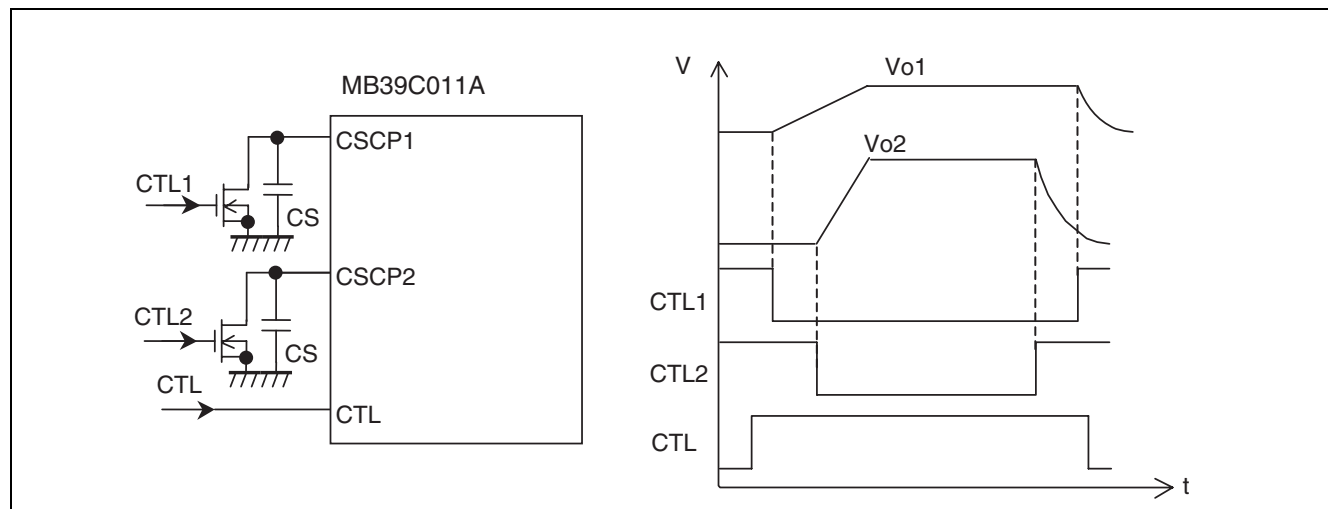 MB39C011A
CSCP1
CTL1
CS
CSCP2
CTL2
CS
CTL
CTL
V
Vo1
Vo2
CTL1
CTL2
CTL
t